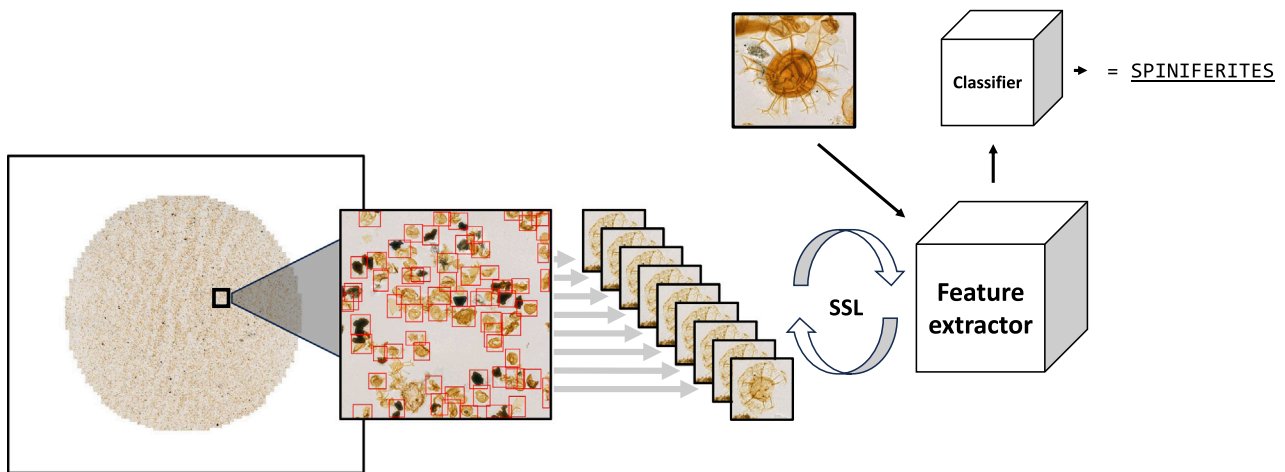 Classifier
= SPINIFERITES
SSL
Feature
extractor